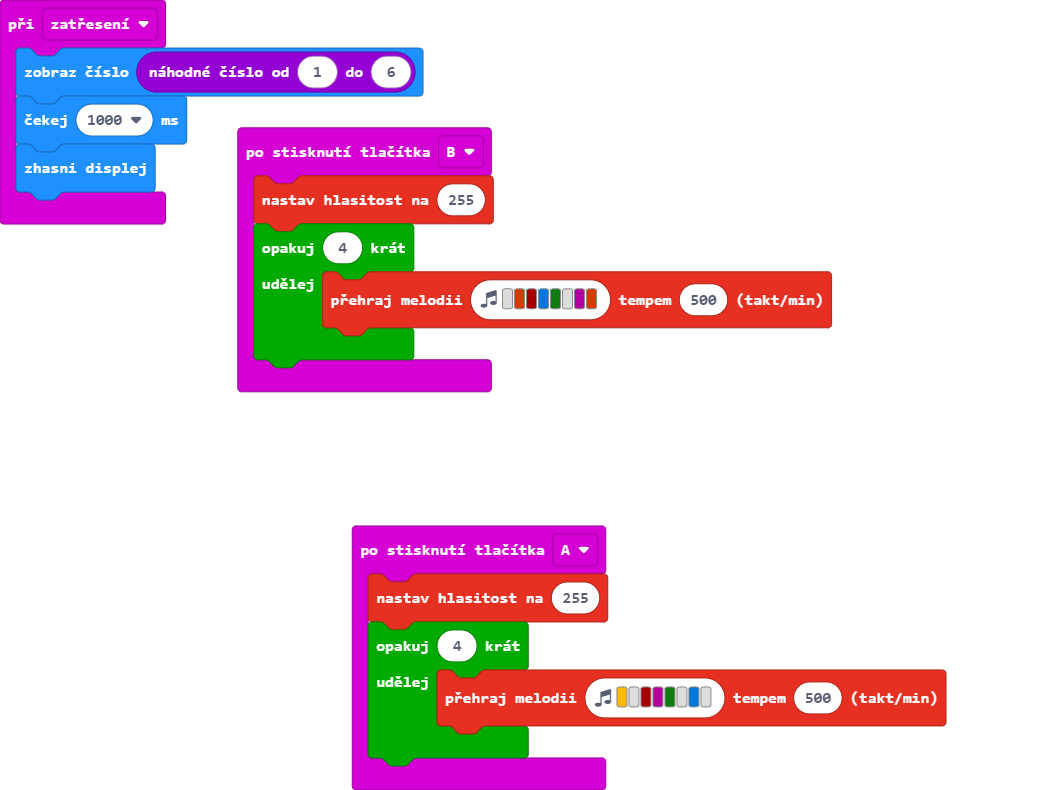 při zatřesení
zobraz číslo náhodné číslo od 1 do 6
čekej 1000 ms
zhasni displej
po stisknutí tlačítka B
nastav hlasitost na 255
opakuj 4 krát
udělej
přehraj melodii tempem 500 (takt/min)
po stisknutí tlačítka A
nastav hlasitost na 255
opakuj 4 krát
udělej
přehraj melodii tempem 500 (takt/min)